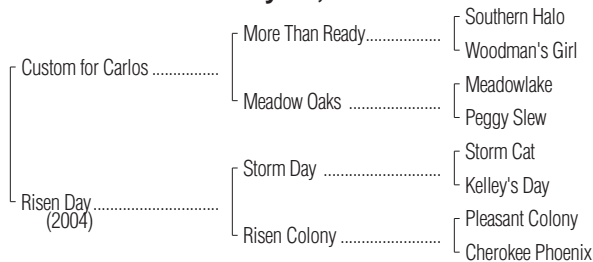 Southern Halo
More Than Ready
Woodman's Girl
Custom for Carlos
Meadowlake
Meadow Oaks
Peggy Slew
Storm Cat
Storm Day
Kelley's Day
Risen Day
(2004)
Pleasant Colony
Risen Colony
Cherokee Phoenix